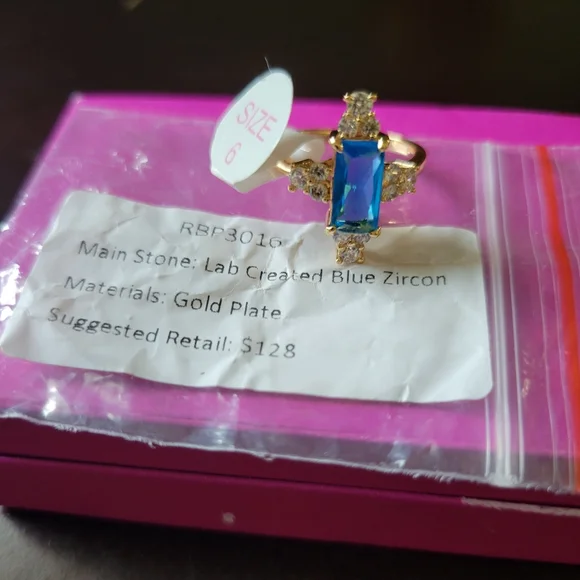 SIZE
6
RBP3016
Main Stone: Lab Created Blue Zircon
Materials: Gold Plate
Suggested Retail: $128